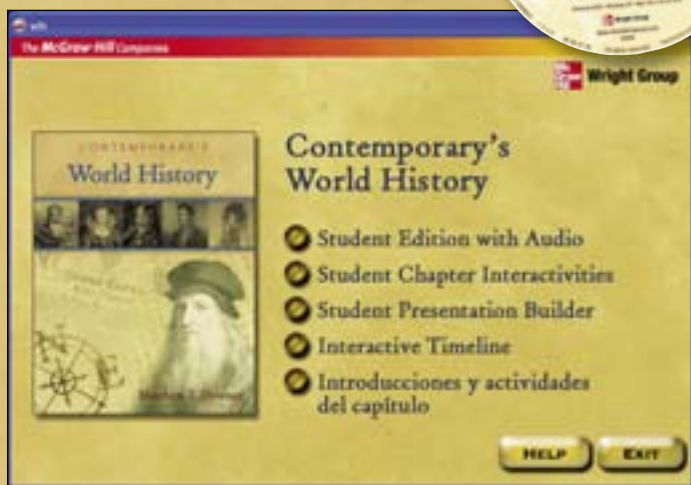 The McGraw-Hill Companies
Wright Group
CONTEMPORARY'S
World History
Contemporary's
World History
Student Edition with Audio
Student Chapter Interactivities
Student Presentation Builder
Interactive Timeline
Introducciones y actividades
del capítulo
HELP
EXIT